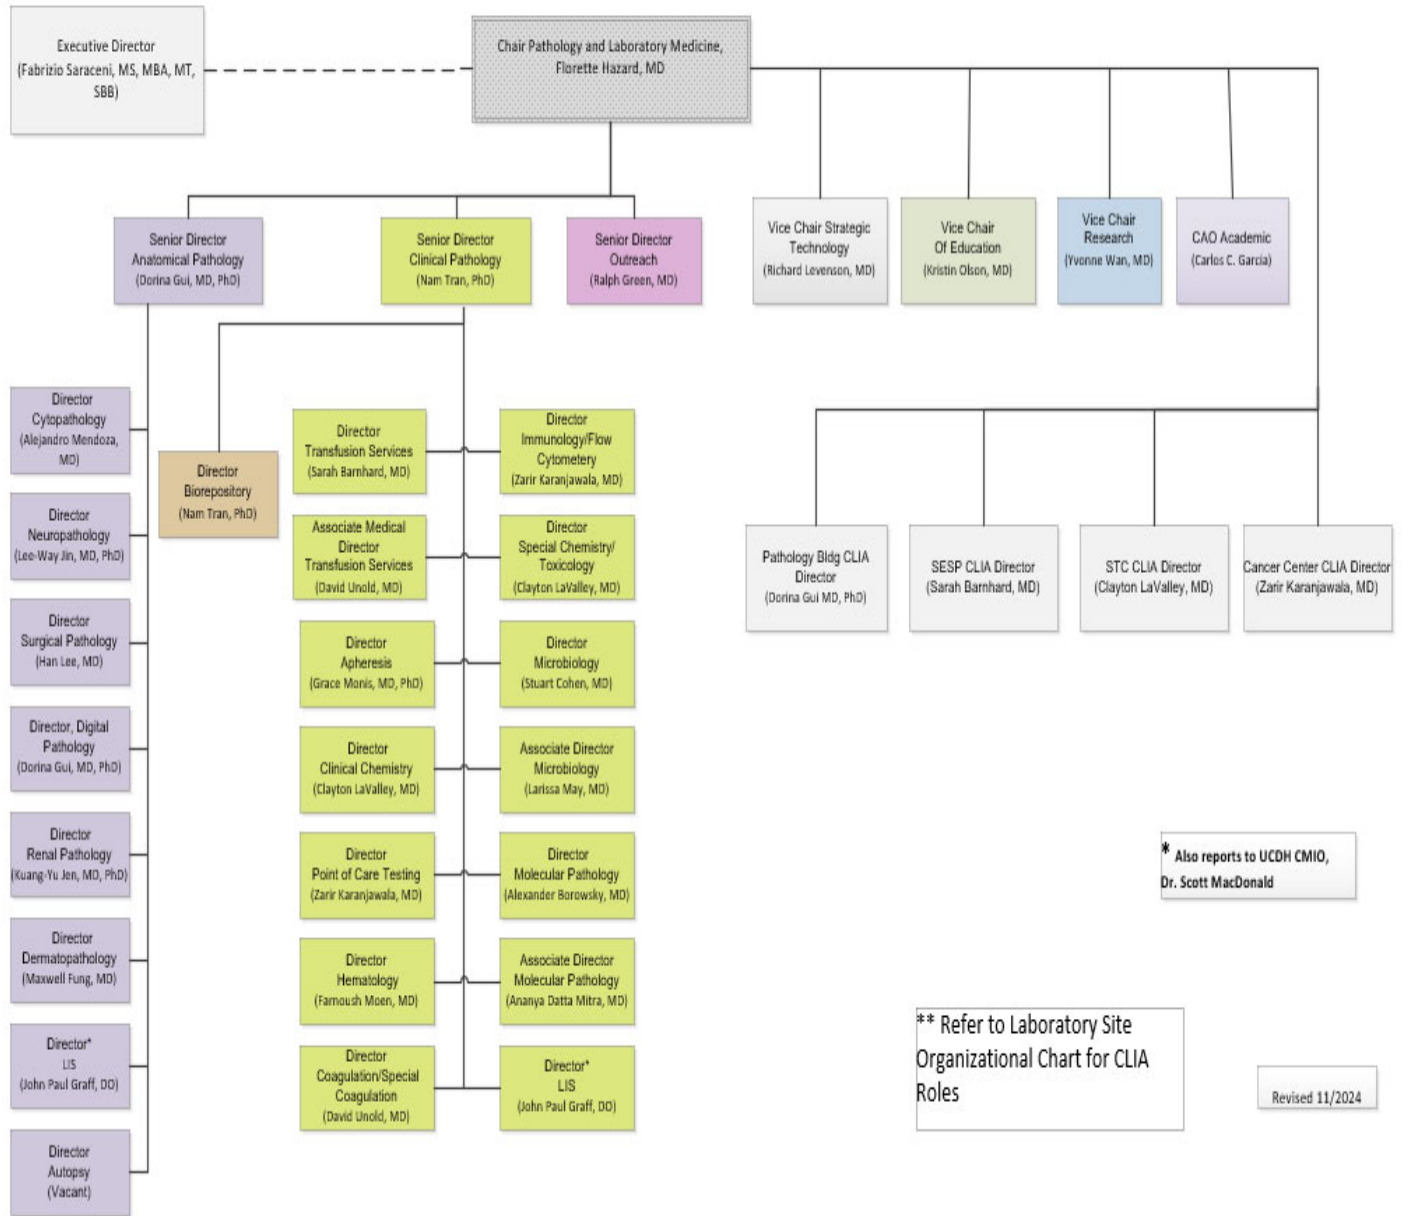 Executive Director
(Fabrizio Saraceni, MS, MBA, MT,
SBB)
Chair Pathology and Laboratory Medicine,
Florette Hazard, MD
Senior Director
Anatomical Pathology
(Dorina Gui, MD, PhD)
Senior Director
Clinical Pathology
(Nam Tran, PhD)
Senior Director
Outreach
(Ralph Green, MD)
Vice Chair Strategic
Technology
(Richard Levenson, MD)
Vice Chair
Of Education
(Kristin Olson, MD)
Vice Chair
Research
(Yvonne Wan, MD)
CAO Academic
(Carlos C. Garcia)
Director
Cytopathology
(Alejandro Mendoza,
MD)
Director
Neuropathology
(Lee-Way Jin, MD, PhD)
Director
Surgical Pathology
(Han Lee, MD)
Director, Digital
Pathology
(Dorina Gui, MD, PhD)
Director
Renal Pathology
(Kuang-Yu Jen, MD, PhD)
Director
Dermatopathology
(Maxwell Fung, MD)
Director*
LIS
(John Paul Graff, DO)
Director
Autopsy
(Vacant)
Director
Biorepository
(Nam Tran, PhD)
Director
Transfusion Services
(Sarah Barnhard, MD)
Director
Immunology/Flow
Cytometery
(Zarir Karanjawala, MD)
Associate Medical
Director
Transfusion Services
(David Unold, MD)
Director
Special Chemistry/
Toxicology
(Clayton LaValley, MD)
Director
Apheresis
(Grace Monis, MD, PhD)
Director
Microbiology
(Stuart Cohen, MD)
Director
Clinical Chemistry
(Clayton LaValley, MD)
Associate Director
Microbiology
(Larissa May, MD)
Director
Point of Care Testing
(Zarir Karanjawala, MD)
Director
Molecular Pathology
(Alexander Borowsky, MD)
Director
Hematology
(Farnoush Moen, MD)
Associate Director
Molecular Pathology
(Ananya Datta Mitra, MD)
Director
Coagulation/Special
Coagulation
(David Unold, MD)
Director*
LIS
(John Paul Graff, DO)
Pathology Bldg CLIA
Director
(Dorina Gui MD, PhD)
SESP CLIA Director
(Sarah Barnhard, MD)
STC CLIA Director
(Clayton LaValley, MD)
Cancer Center CLIA Director
(Zarir Karanjawala, MD)
* Also reports to UCDH CMIO,
Dr. Scott MacDonald
** Refer to Laboratory Site
Organizational Chart for CLIA
Roles
Revised 11/2024